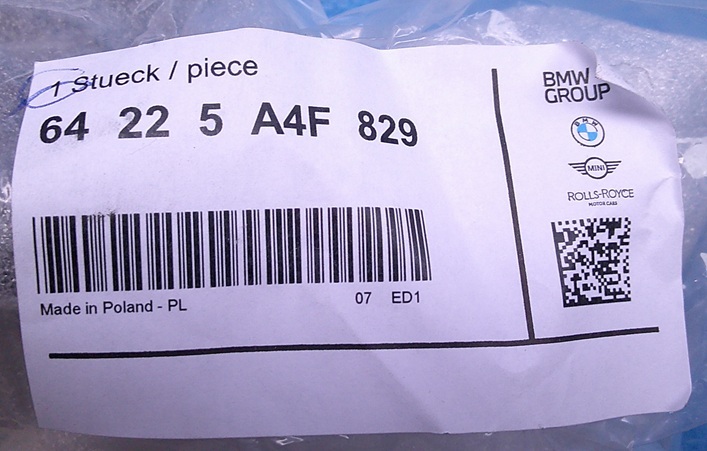 1 Stueck / piece
64 22 5 A4F 829
Made in Poland - PL
07 ED1
BMW
GROUP
BMW
MINI
ROLLS-ROYCE
MOTOR CARS